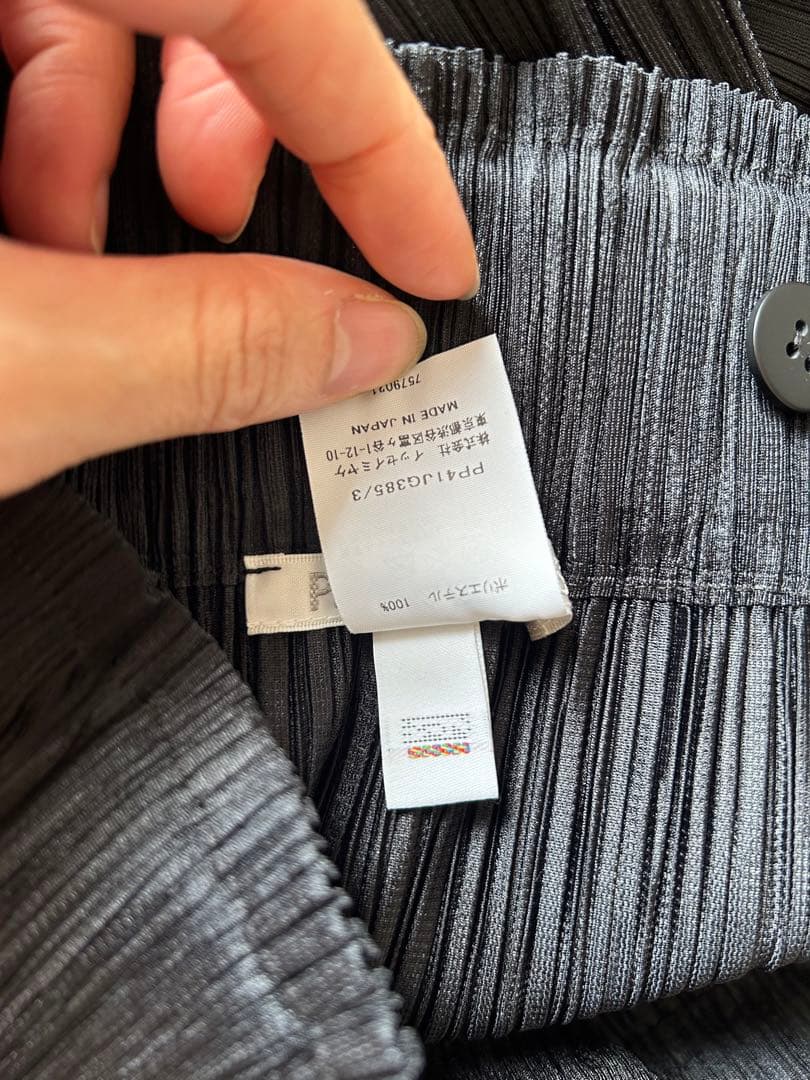 ポリエステル 100%
PP41JG385/3
株式会社 イッセイミヤケ
東京都渋谷区富ヶ谷1-12-10
MADE IN JAPAN
7579021